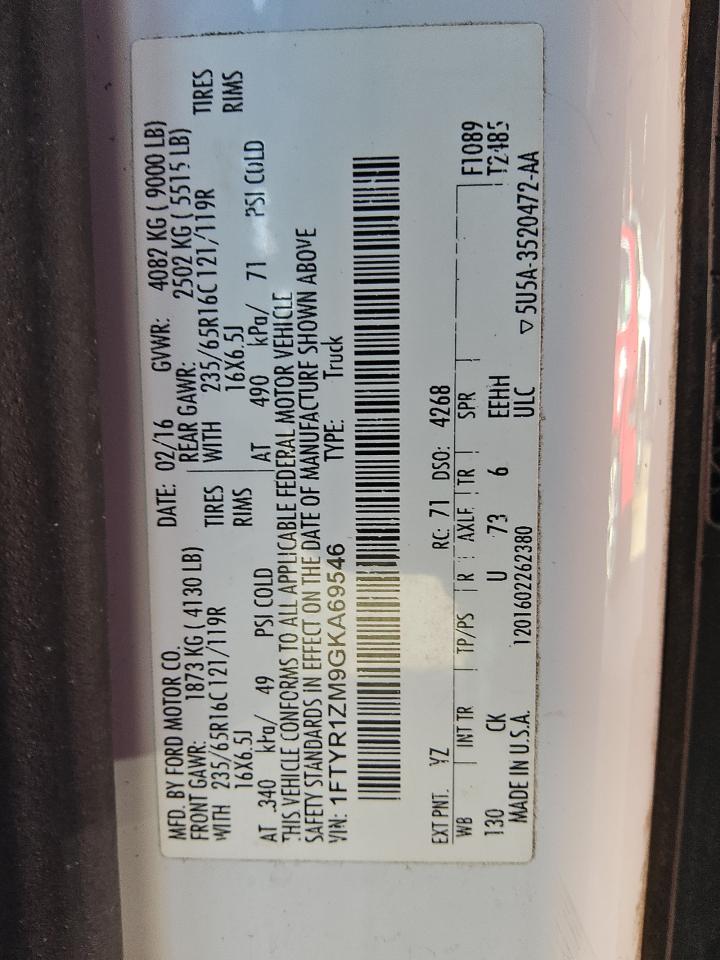 MFD. BY FORD MOTOR CO. DATE: 02/16 GVWR: 4082 KG ( 9000 LB)
FRONT GAWR: 1873 KG ( 4130 LB) REAR GAWR: 2502 KG ( 5515 LB)
WITH 235/65R16C 121/119R TIRES WITH 235/65R16C 121/119R TIRES
16X6.5J RIMS 16X6.5J RIMS
AT 340 kPa/ 49 PSI COLD AT 490 kPa/ 71 PSI COLD
THIS VEHICLE CONFORMS TO ALL APPLICABLE FEDERAL MOTOR VEHICLE
SAFETY STANDARDS IN EFFECT ON THE DATE OF MANUFACTURE SHOWN ABOVE
VIN: 1FTYR1ZM9GKA69546 TYPE: Truck
EXT PNT: YZ RC: 71 DSO: 4268 F1089
WB INT TR TP/PS R AXLE TR SPR T2485
130 CK U 73 6 EEHH
MADE IN U.S.A. 1201602262380 ULC ▽5U5A-3520472-AA